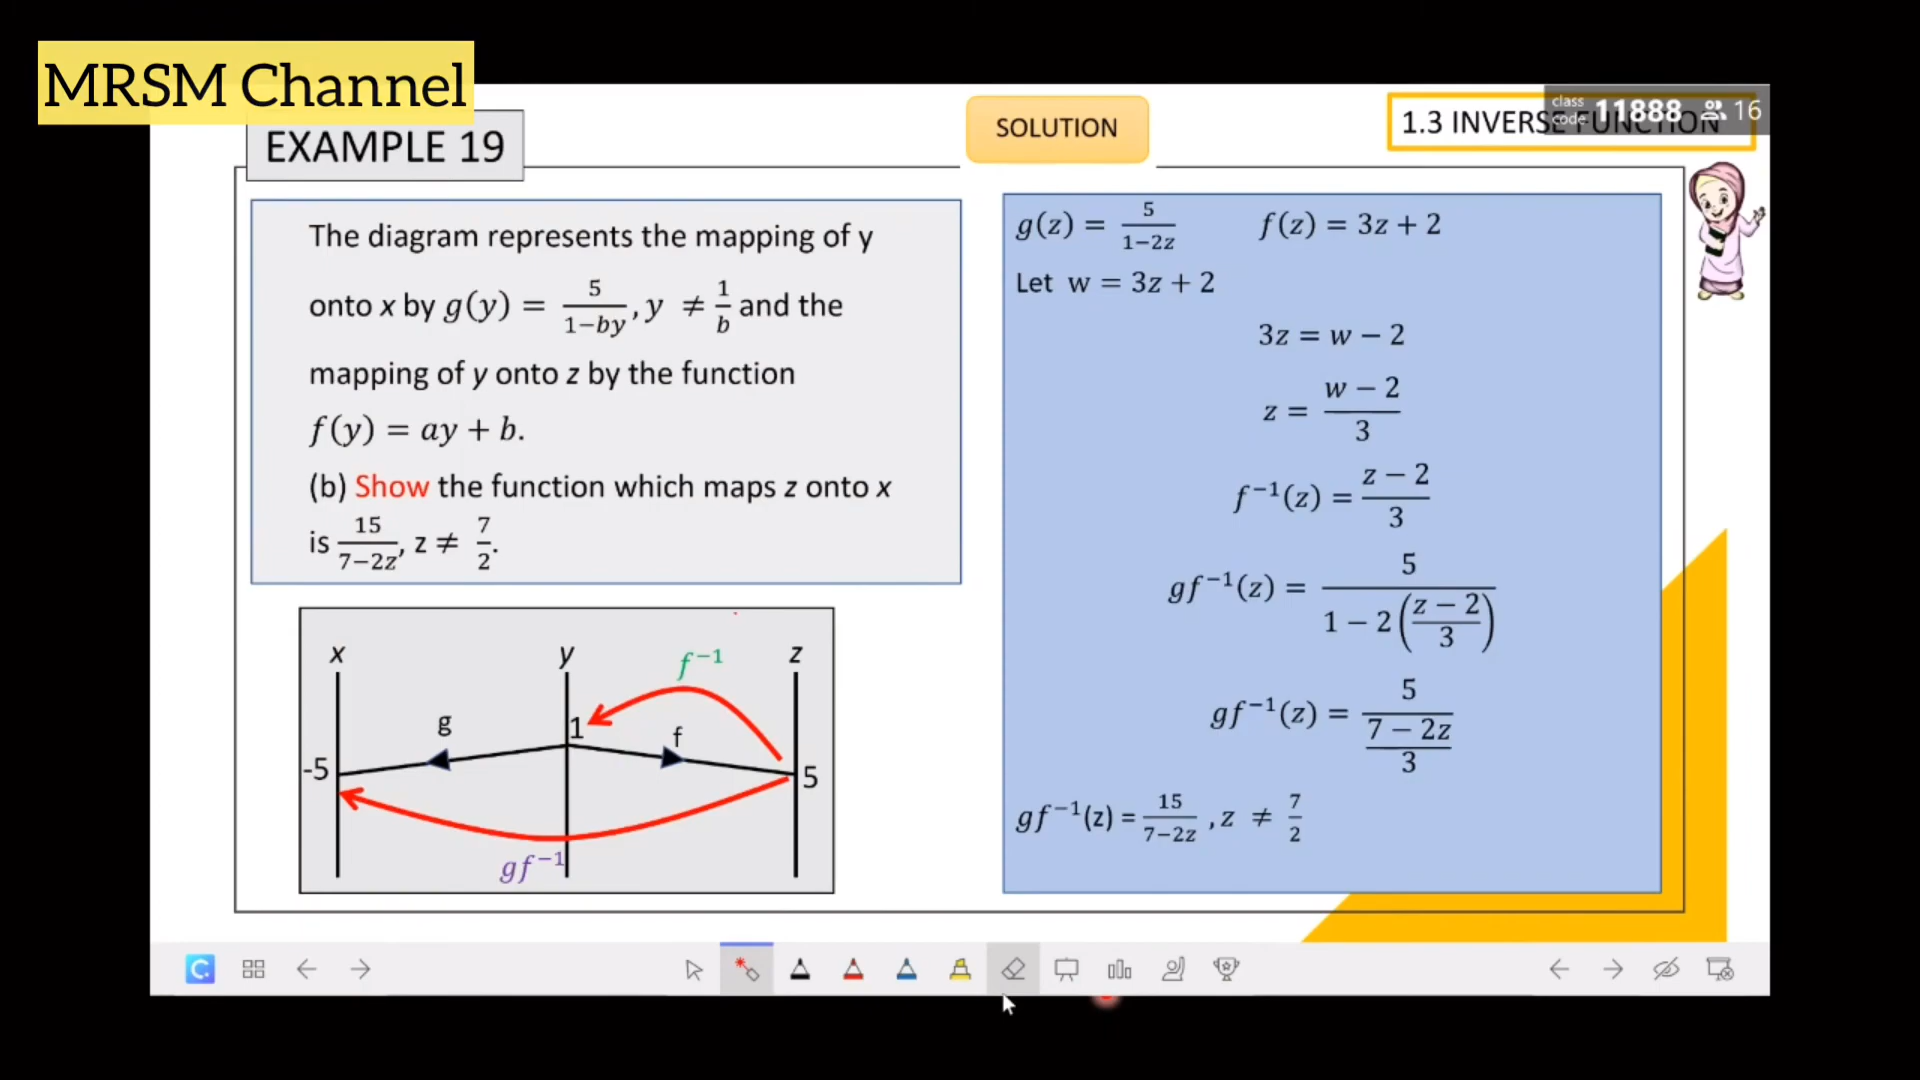 MRSM Channel
EXAMPLE 19
SOLUTION
1.3 INVERSE FUNCTION
class code 11888 16
The diagram represents the mapping of y
onto x by g(y) = 5/(1−by), y ≠ 1/b and the
mapping of y onto z by the function
f(y) = ay + b.
(b) Show the function which maps z onto x
is 15/(7−2z), z ≠ 7/2.
x y z
f⁻¹
g 1 f
-5 5
gf⁻¹
g(z) = 5/(1−2z) f(z) = 3z + 2
Let w = 3z + 2
3z = w − 2
z = (w − 2)/3
f⁻¹(z) = (z − 2)/3
gf⁻¹(z) = 5/(1 − 2((z − 2)/3))
gf⁻¹(z) = 5/((7 − 2z)/3)
gf⁻¹(z) = 15/(7−2z) , z ≠ 7/2